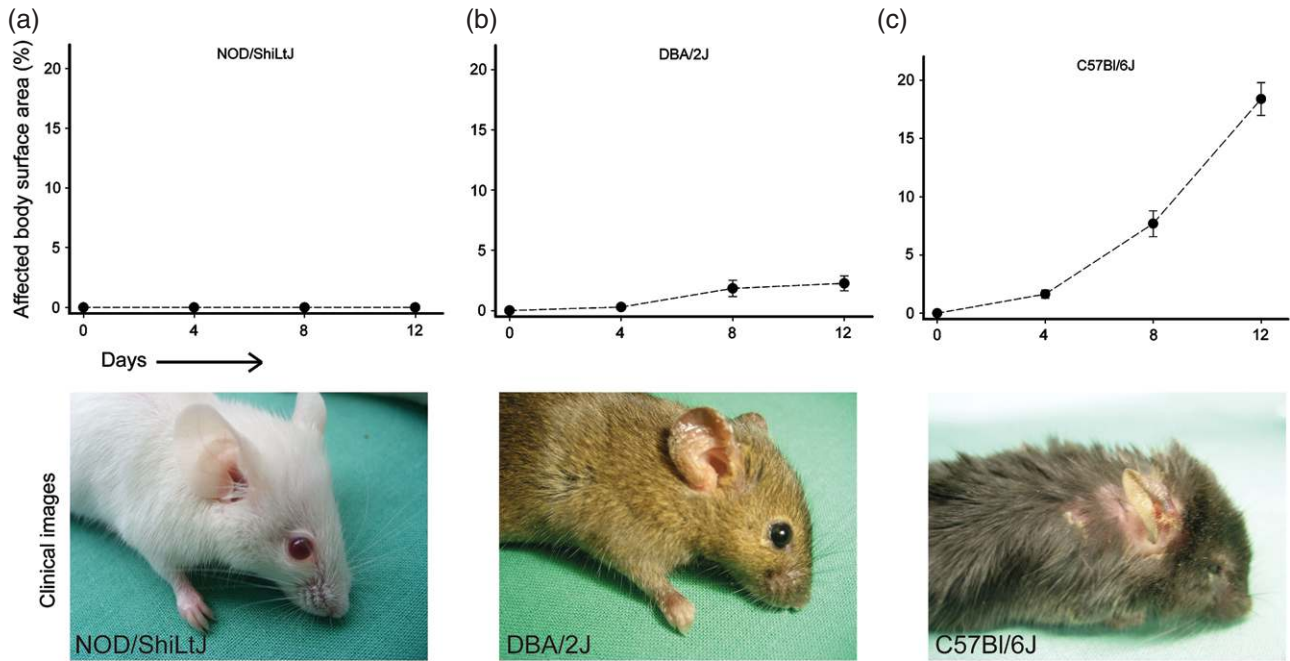 (a)
NOD/ShiLtJ
Affected body surface area (%)
20
15
10
5
0
0 4 8 12
Days
(b)
DBA/2J
20
15
10
5
0
0 4 8 12
(c)
C57Bl/6J
20
15
10
5
0
0 4 8 12
Clinical images
NOD/ShiLtJ
DBA/2J
C57Bl/6J